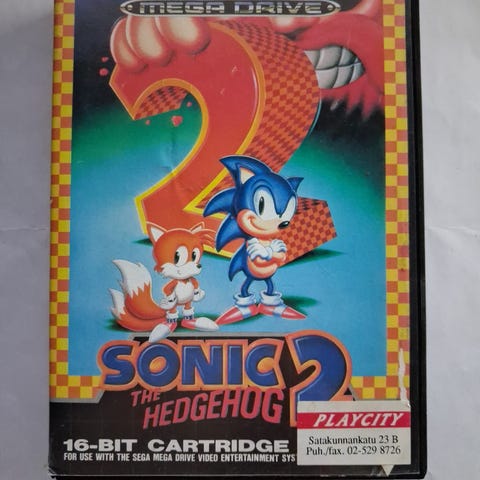 MEGA DRIVE
2
SONIC
THE
HEDGEHOG 2
PLAYCITY
Satakunnankatu 23 B
Puh./fax. 02-529 8726
16-BIT CARTRIDGE
FOR USE WITH THE SEGA MEGA DRIVE VIDEO ENTERTAINMENT SYS